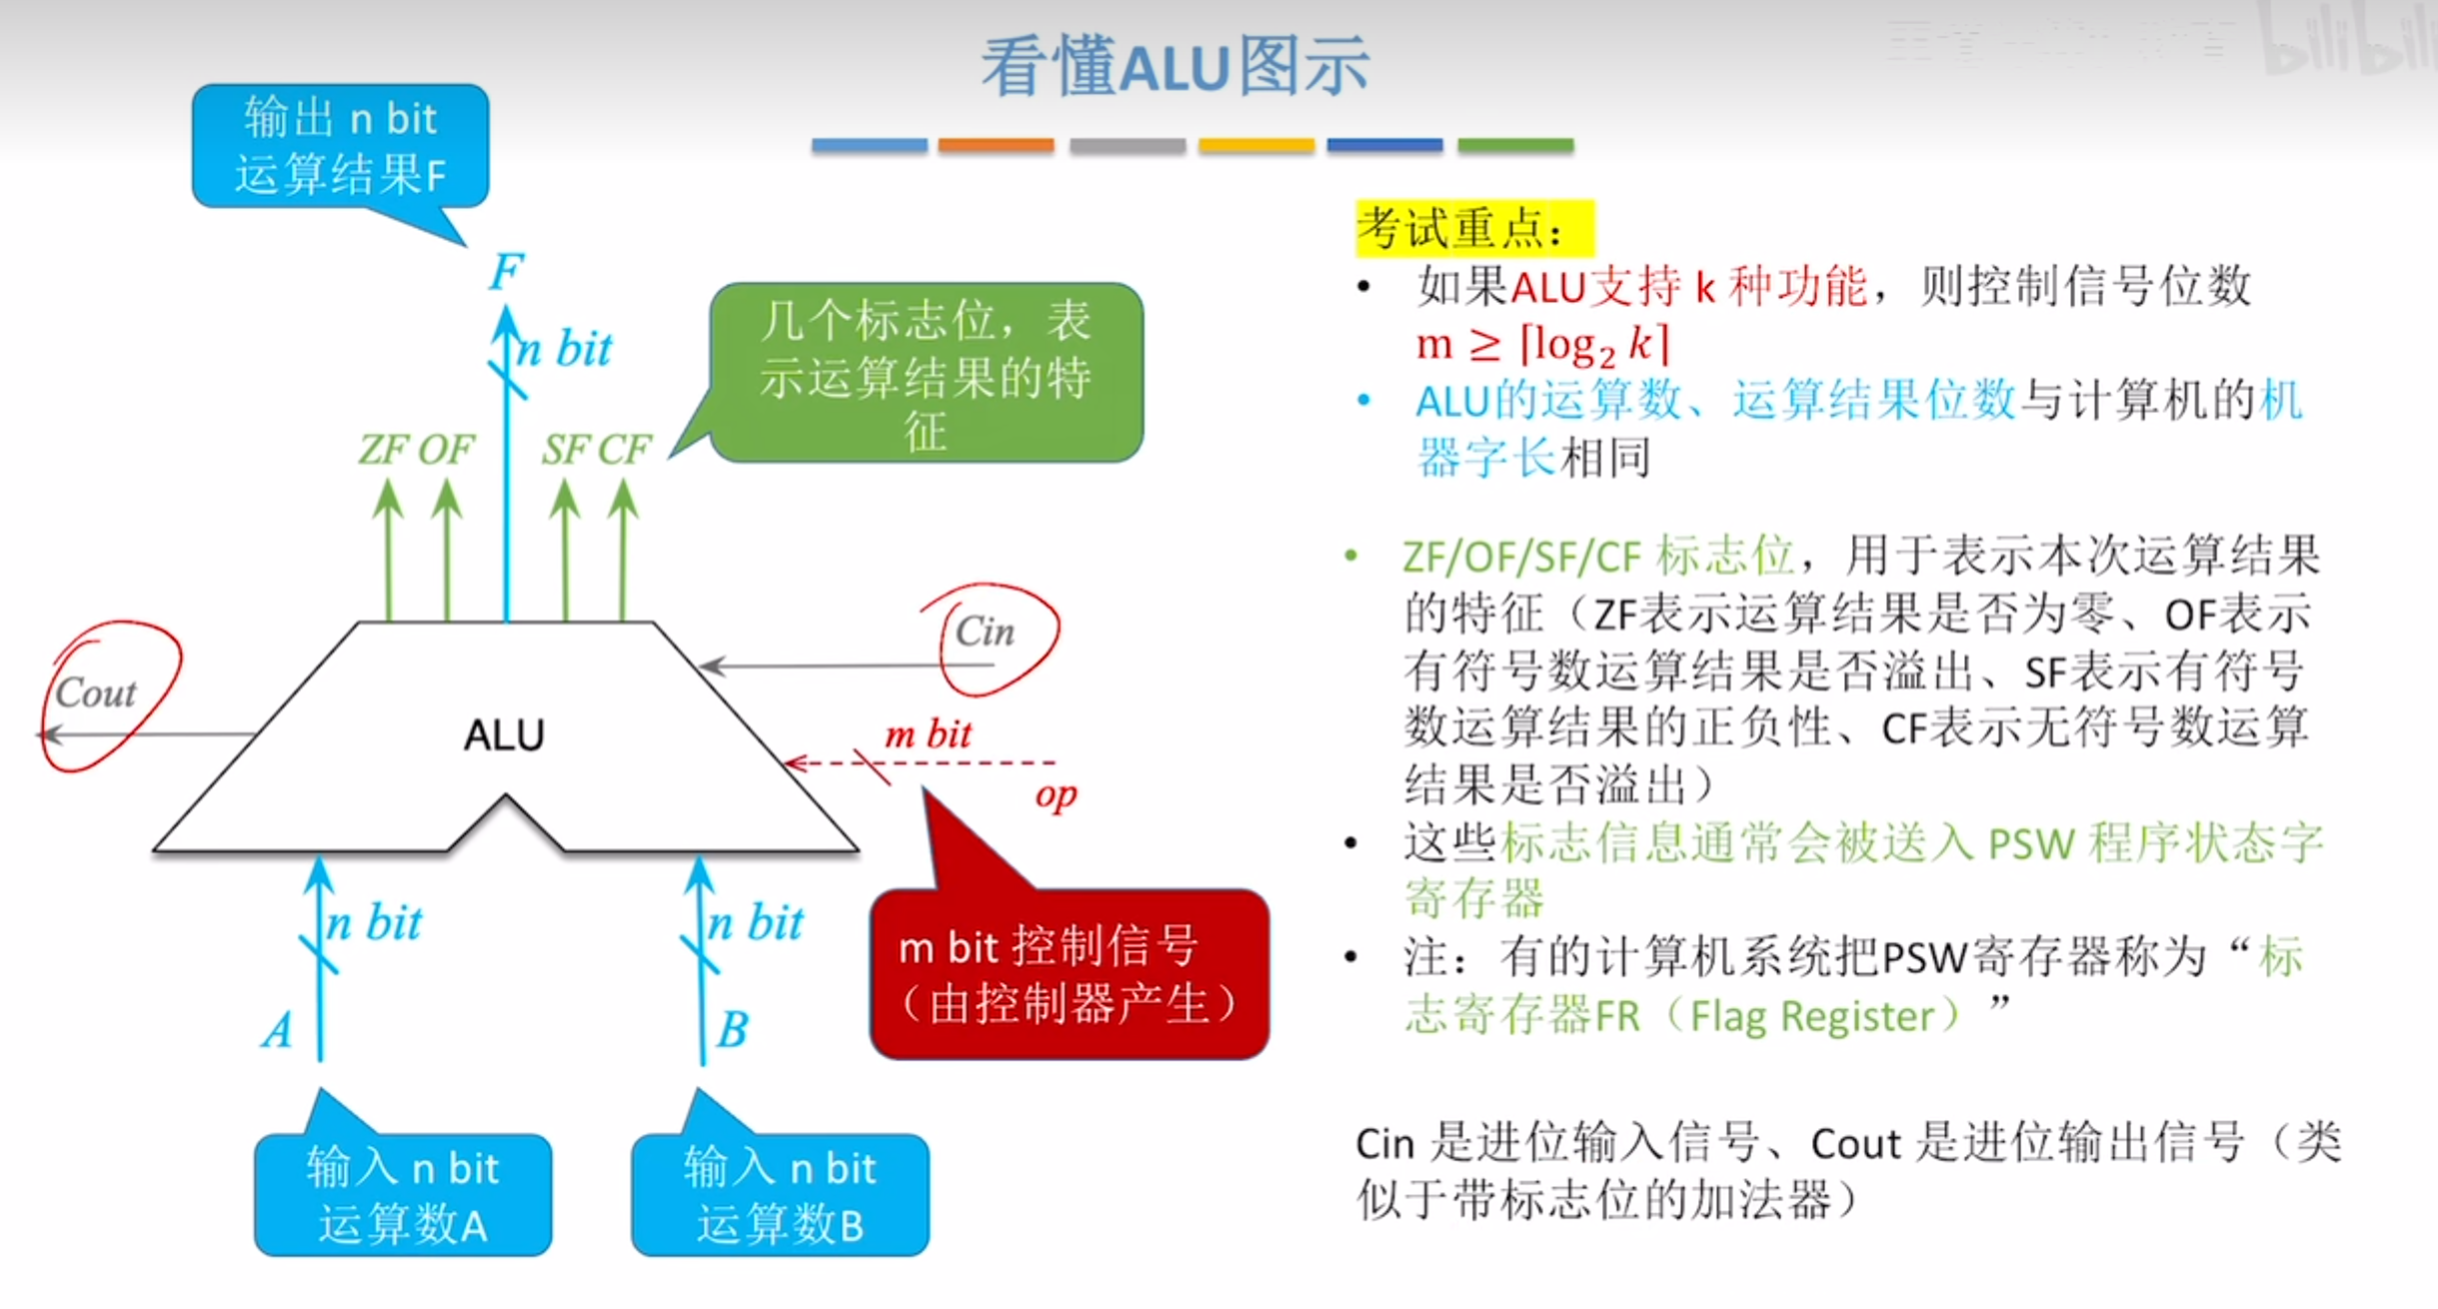 看懂ALU图示
bilibili
输出 n bit
运算结果F
F
n bit
几个标志位，表
示运算结果的特
征
ZF OF SF CF
Cin
Cout
ALU
m bit
op
n bit
n bit
A
B
m bit 控制信号
（由控制器产生）
输入 n bit
运算数A
输入 n bit
运算数B
考试重点：
• 如果ALU支持 k 种功能，则控制信号位数
m ≥ ⌈log₂ k⌉
• ALU的运算数、运算结果位数与计算机的机
器字长相同
• ZF/OF/SF/CF 标志位，用于表示本次运算结果
的特征（ZF表示运算结果是否为零、OF表示
有符号数运算结果是否溢出、SF表示有符号
数运算结果的正负性、CF表示无符号数运算
结果是否溢出）
• 这些标志信息通常会被送入 PSW 程序状态字
寄存器
• 注：有的计算机系统把PSW寄存器称为“标
志寄存器FR（Flag Register）”
Cin 是进位输入信号、Cout 是进位输出信号（类
似于带标志位的加法器）